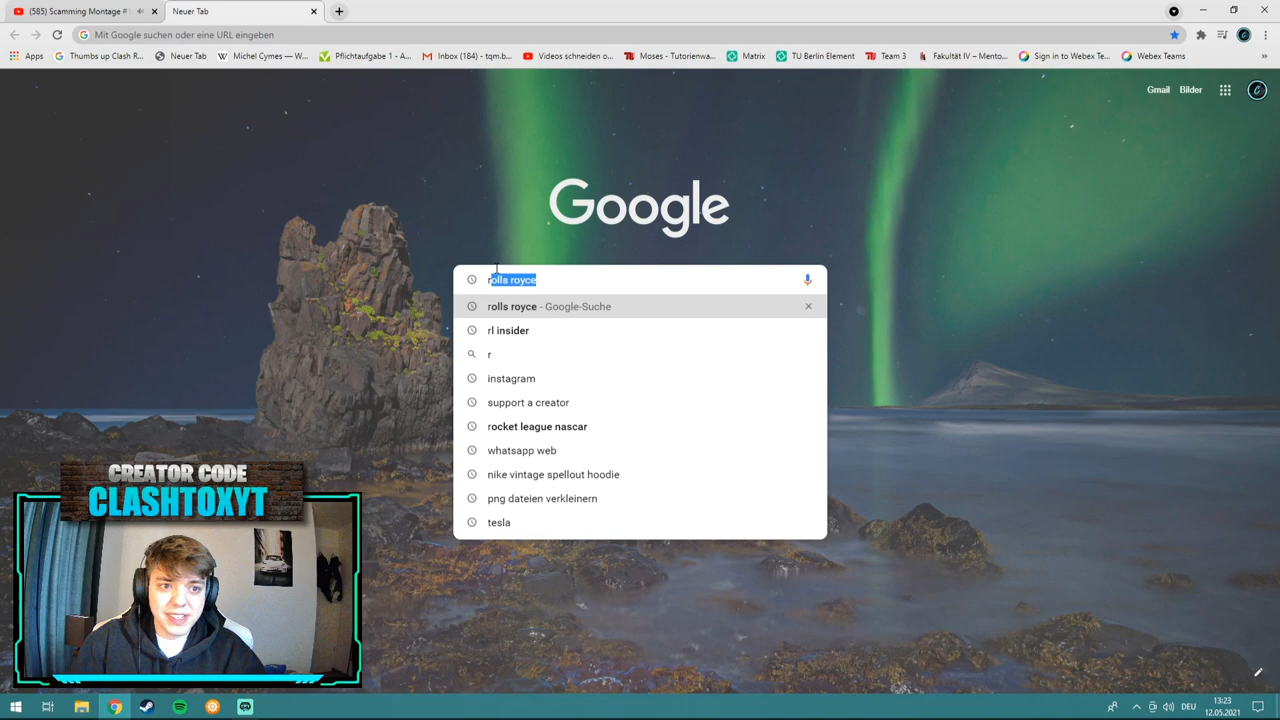 (585) Scamming Montage #
Neuer Tab
Mit Google suchen oder eine URL eingeben
Apps
Thumbs up Clash R...
Neuer Tab
Michel Cymes — W...
Pflichtaufgabe 1 - A...
Inbox (184) - tqm.b...
Videos schneiden o...
Moses - Tutorienwa...
Matrix
TU Berlin Element
Team 3
Fakultät IV – Mento...
Sign in to Webex Te...
Webex Teams
»
Gmail
Bilder
Google
rolls royce
rolls royce - Google-Suche
rl insider
r
instagram
support a creator
rocket league nascar
whatsapp web
nike vintage spellout hoodie
png dateien verkleinern
tesla
CREATOR CODE
CLASHTOXYT
DEU
13:23
12.05.2021